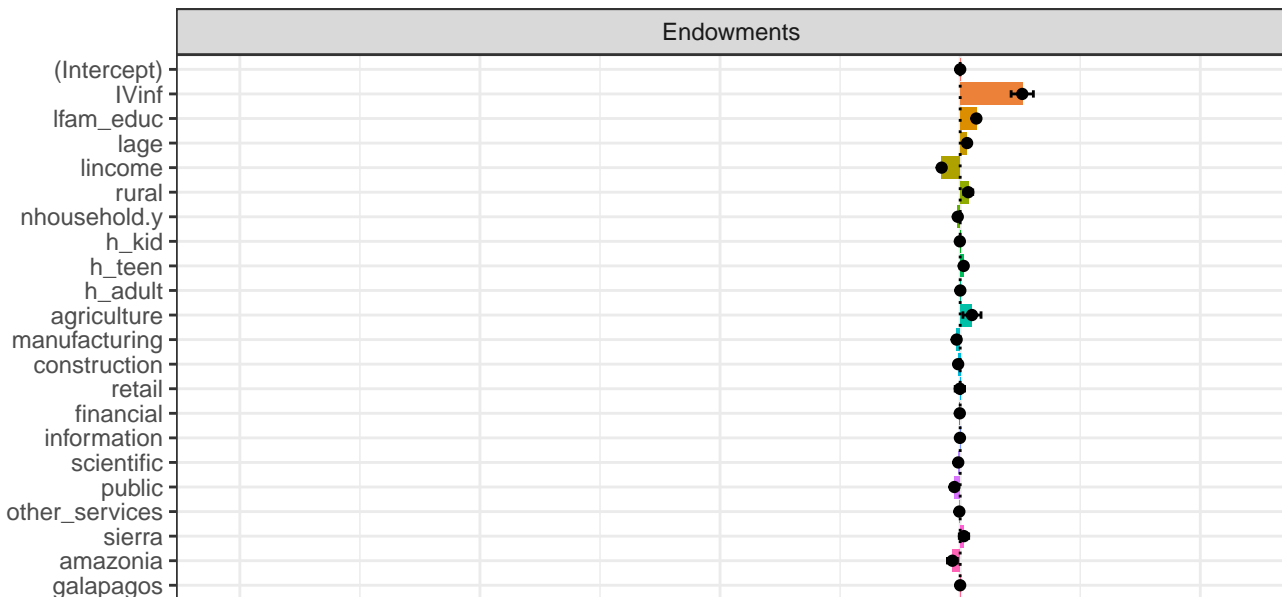 Endowments
(Intercept)
IVinf
lfam_educ
lage
lincome
rural
nhousehold.y
h_kid
h_teen
h_adult
agriculture
manufacturing
construction
retail
financial
information
scientific
public
other_services
sierra
amazonia
galapagos